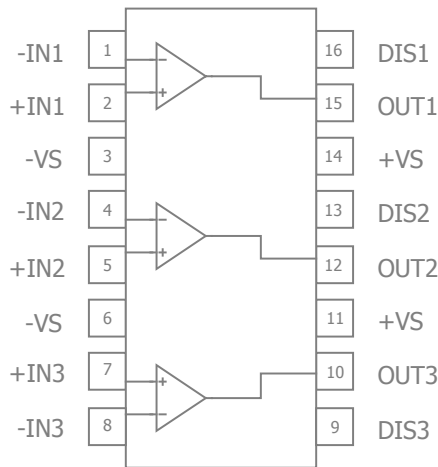 -IN1 1 - 16 DIS1
+IN1 2 + 15 OUT1
-VS 3 14 +VS
-IN2 4 - 13 DIS2
+IN2 5 + 12 OUT2
-VS 6 11 +VS
+IN3 7 + 10 OUT3
-IN3 8 - 9 DIS3